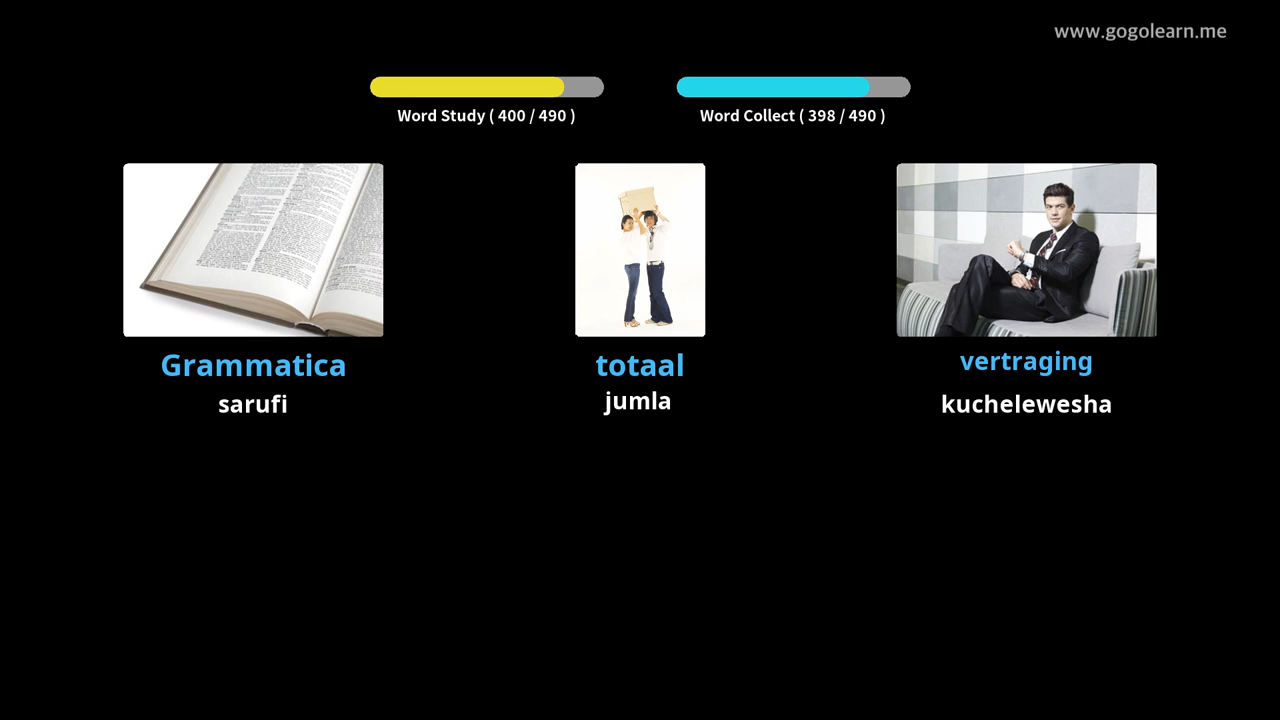 www.gogolearn.me
Word Study ( 400 / 490 )
Word Collect ( 398 / 490 )
Grammatica
sarufi
totaal
jumla
vertraging
kuchelewesha